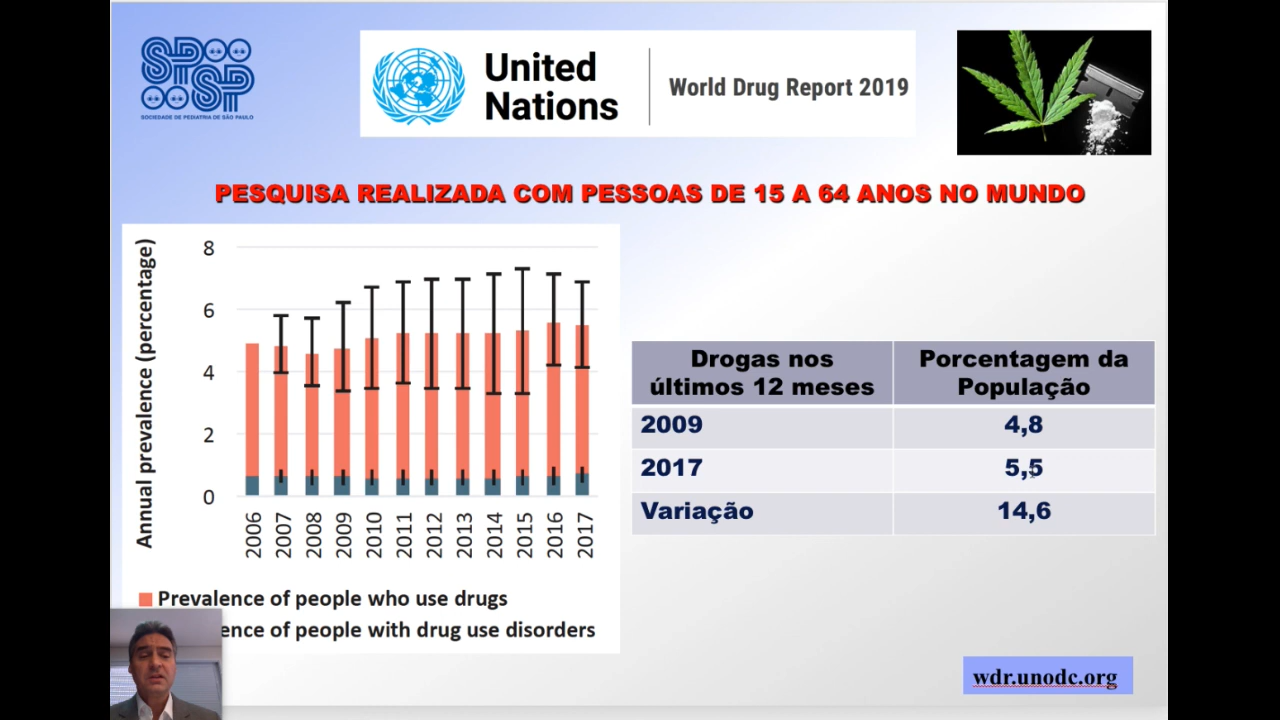 SPSP
SOCIEDADE DE PEDIATRIA DE SÃO PAULO
United
Nations
World Drug Report 2019
PESQUISA REALIZADA COM PESSOAS DE 15 A 64 ANOS NO MUNDO
Annual prevalence (percentage)
8
6
4
2
0
2006 2007 2008 2009 2010 2011 2012 2013 2014 2015 2016 2017
Prevalence of people who use drugs
ence of people with drug use disorders
Drogas nos
últimos 12 meses
Porcentagem da
População
2009 4,8
2017 5,5
Variação 14,6
wdr.unodc.org